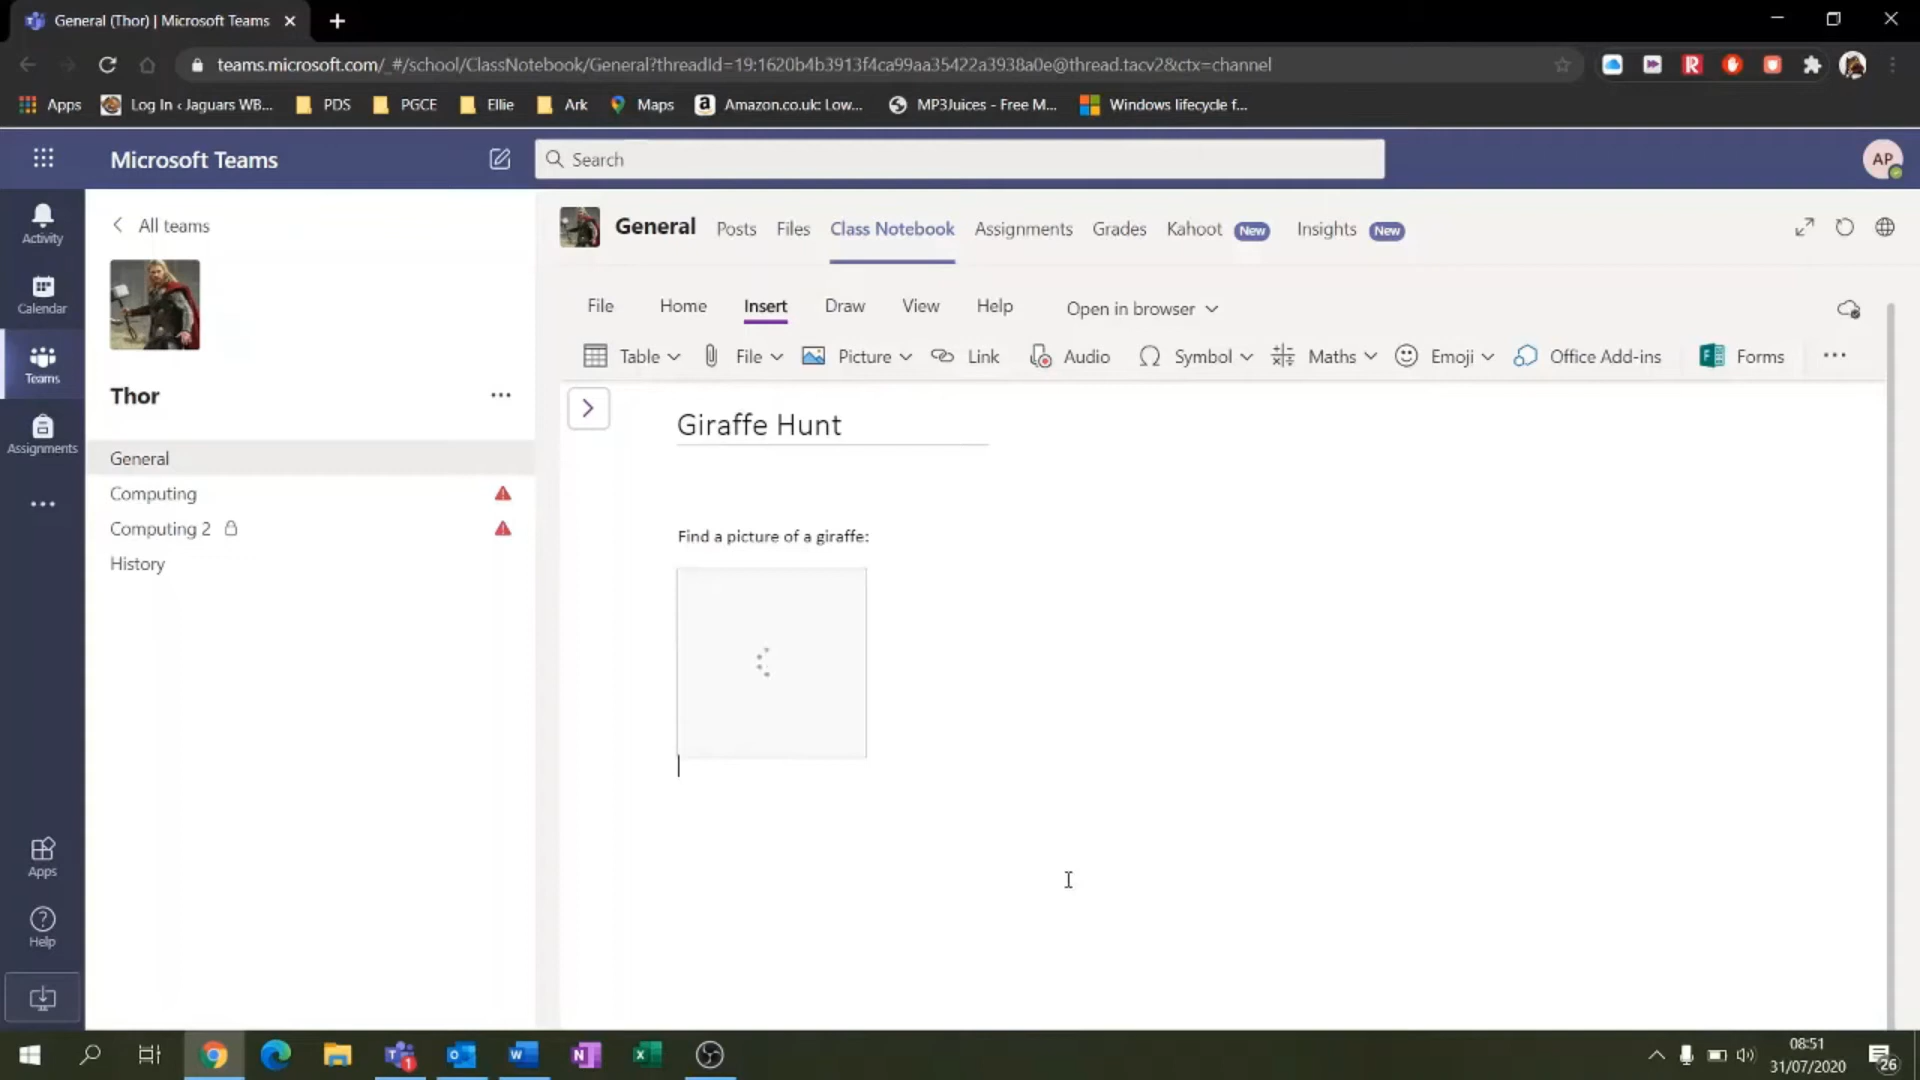 General (Thor) | Microsoft Teams
teams.microsoft.com/_#/school/ClassNotebook/General?threadId=19:1620b4b3913f4ca99aa35422a3938a0e@thread.tacv2&ctx=channel
Apps Log In ‹ Jaguars WB... PDS PGCE Ellie Ark Maps Amazon.co.uk: Low... MP3Juices - Free M... Windows lifecycle f...
Microsoft Teams Search AP
Activity
Calendar
Teams
Assignments
Apps
Help
All teams
Thor
General
Computing
Computing 2
History
General Posts Files Class Notebook Assignments Grades Kahoot New Insights New
File Home Insert Draw View Help Open in browser
Table File Picture Link Audio Symbol Maths Emoji Office Add-ins Forms
Giraffe Hunt
Find a picture of a giraffe:
08:51
31/07/2020
26
1